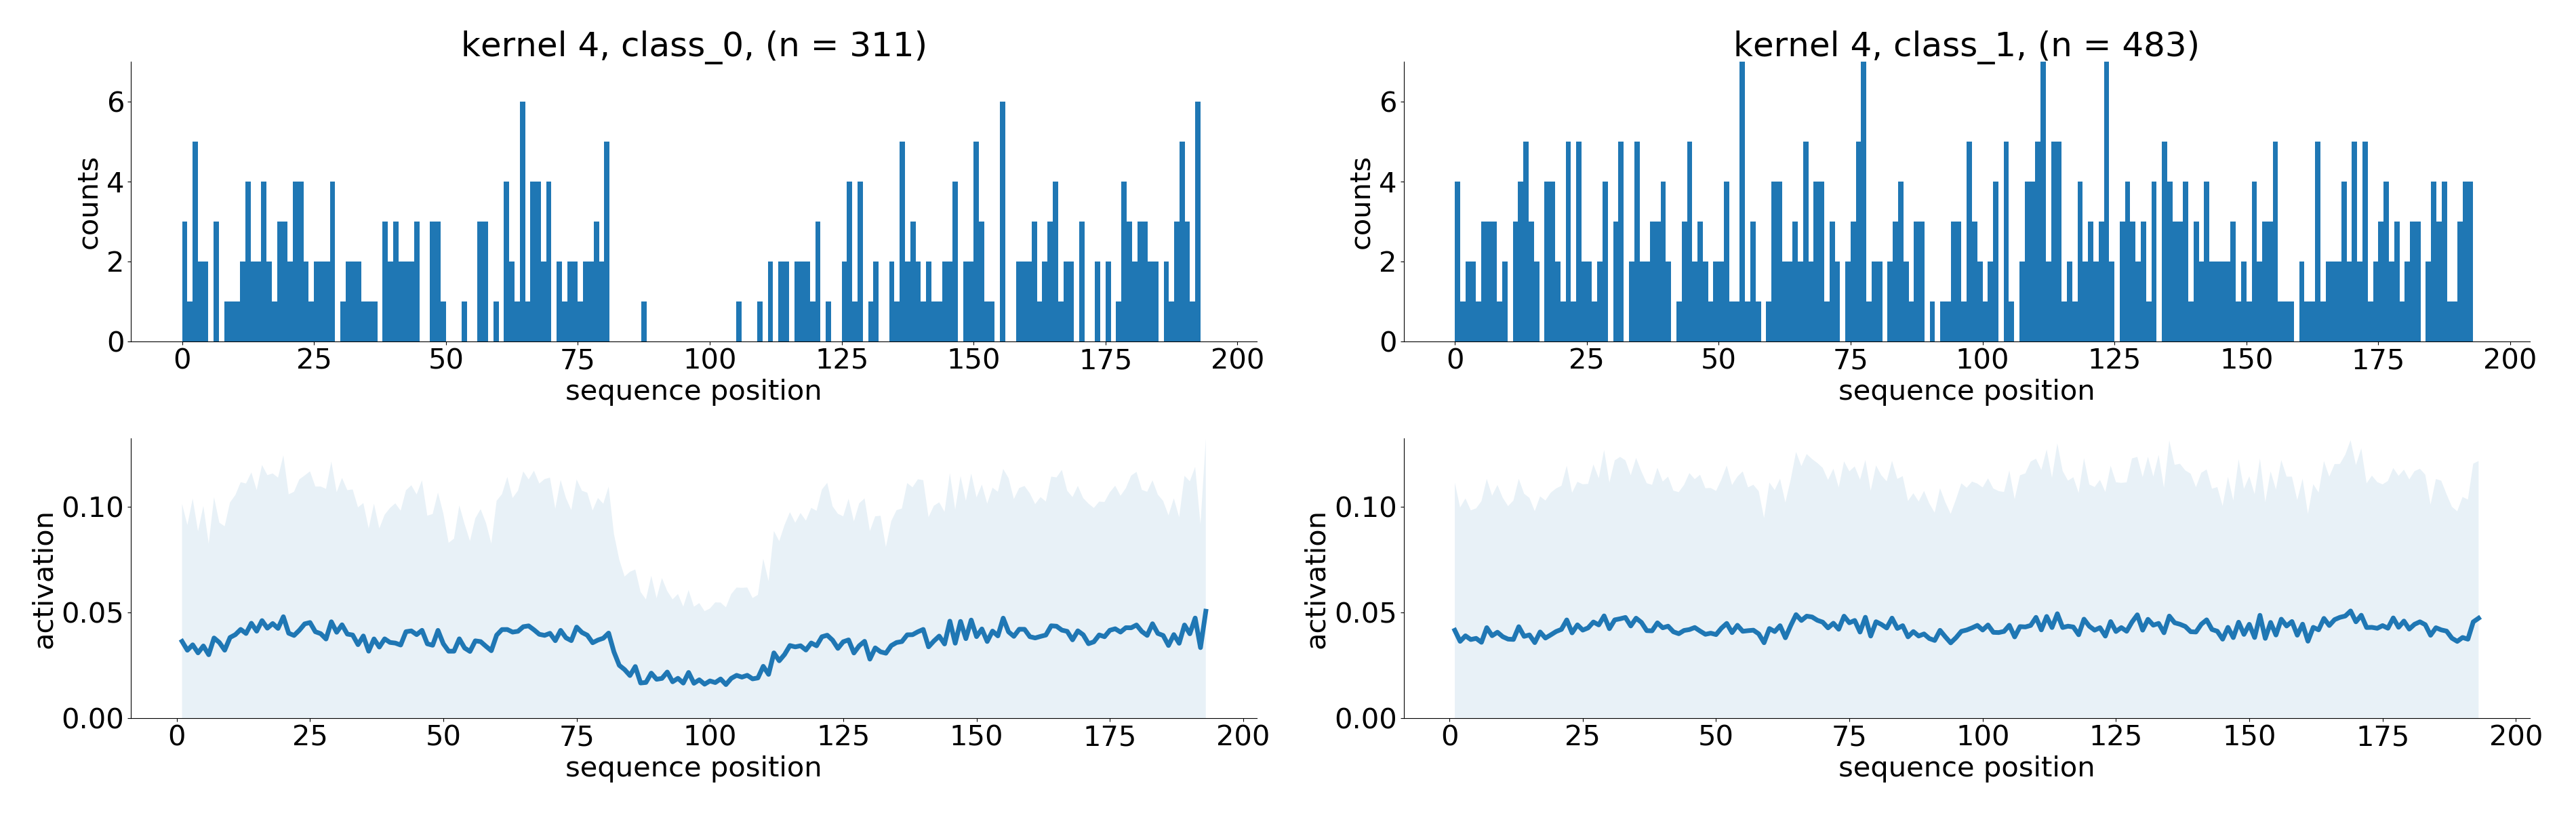 kernel 4, class_0, (n = 311)
counts
6
4
2
0
0 25 50 75 100 125 150 175 200
sequence position
kernel 4, class_1, (n = 483)
counts
6
4
2
0
0 25 50 75 100 125 150 175 200
sequence position
activation
0.10
0.05
0.00
0 25 50 75 100 125 150 175 200
sequence position
activation
0.10
0.05
0.00
0 25 50 75 100 125 150 175 200
sequence position